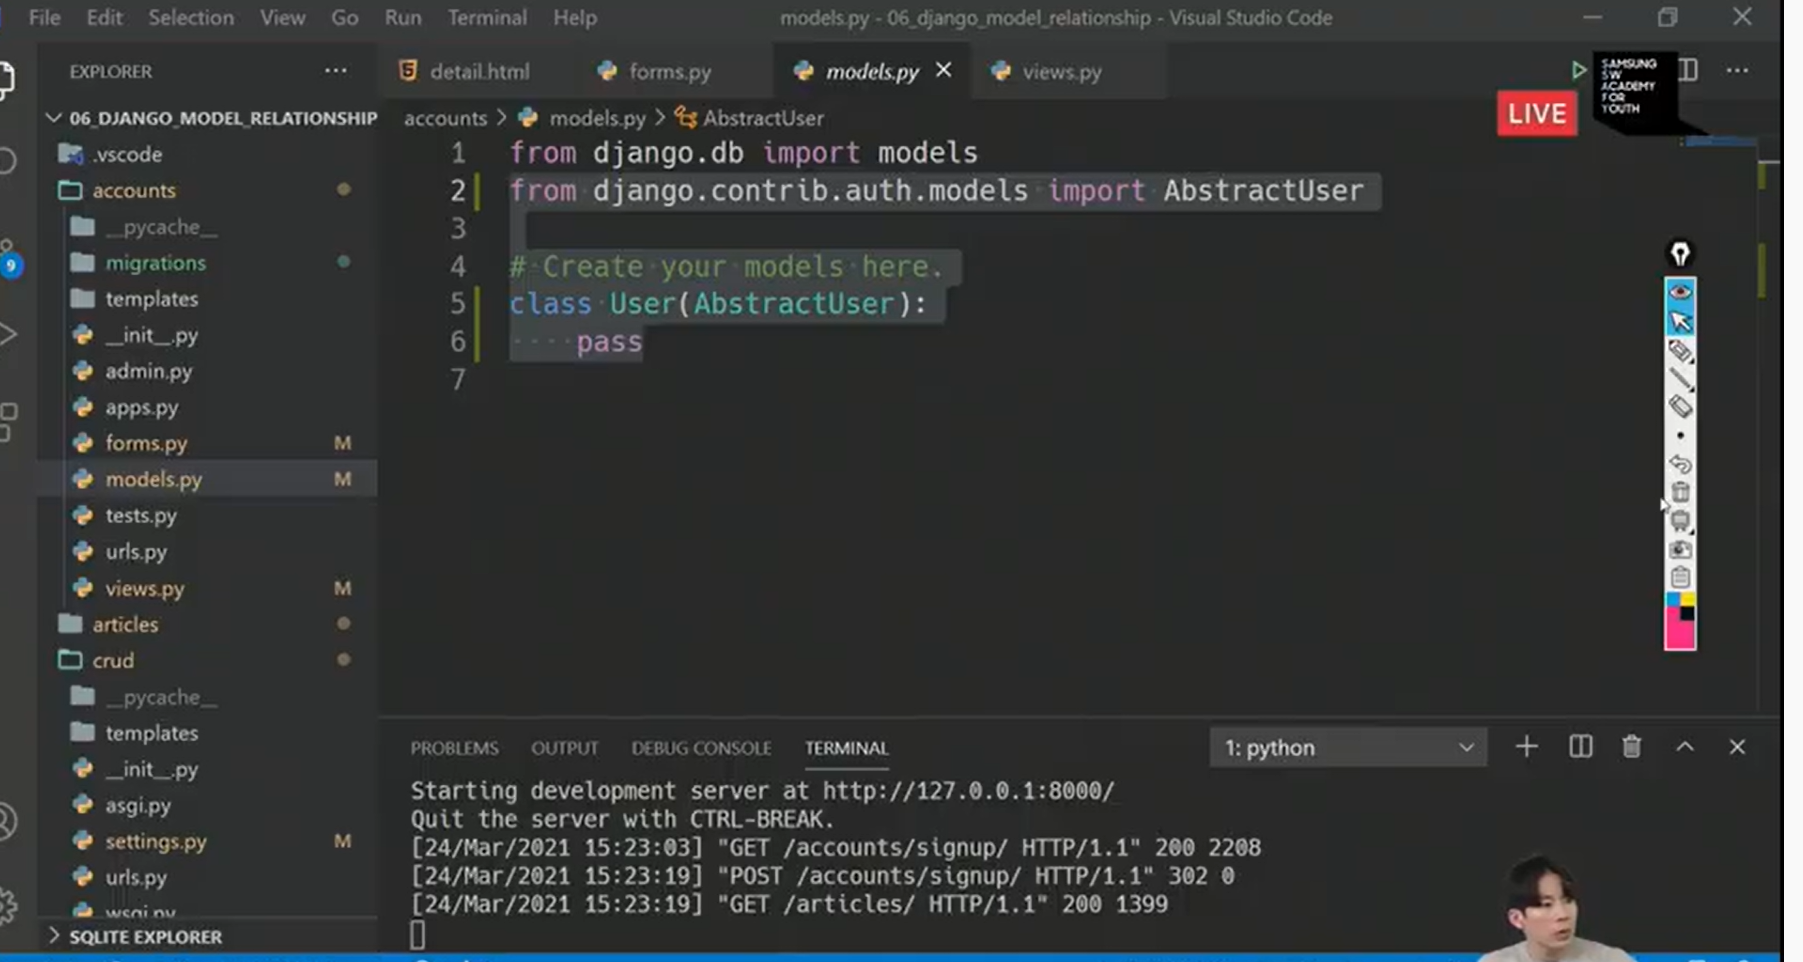 File Edit Selection View Go Run Terminal Help models.py - 06_django_model_relationship - Visual Studio Code
EXPLORER ···
06_DJANGO_MODEL_RELATIONSHIP
.vscode
accounts
__pycache__
migrations
templates
__init__.py
admin.py
apps.py
forms.py M
models.py M
tests.py
urls.py
views.py M
articles
crud
__pycache__
templates
__init__.py
asgi.py
settings.py M
urls.py
wsgi.py
SQLITE EXPLORER
9
detail.html forms.py models.py views.py
accounts > models.py > AbstractUser
LIVE
SAMSUNG
SW
ACADEMY
FOR
YOUTH
1 from django.db import models
2 from django.contrib.auth.models import AbstractUser
3
4 # Create your models here.
5 class User(AbstractUser):
6 pass
7
PROBLEMS OUTPUT DEBUG CONSOLE TERMINAL 1: python
Starting development server at http://127.0.0.1:8000/
Quit the server with CTRL-BREAK.
[24/Mar/2021 15:23:03] "GET /accounts/signup/ HTTP/1.1" 200 2208
[24/Mar/2021 15:23:19] "POST /accounts/signup/ HTTP/1.1" 302 0
[24/Mar/2021 15:23:19] "GET /articles/ HTTP/1.1" 200 1399